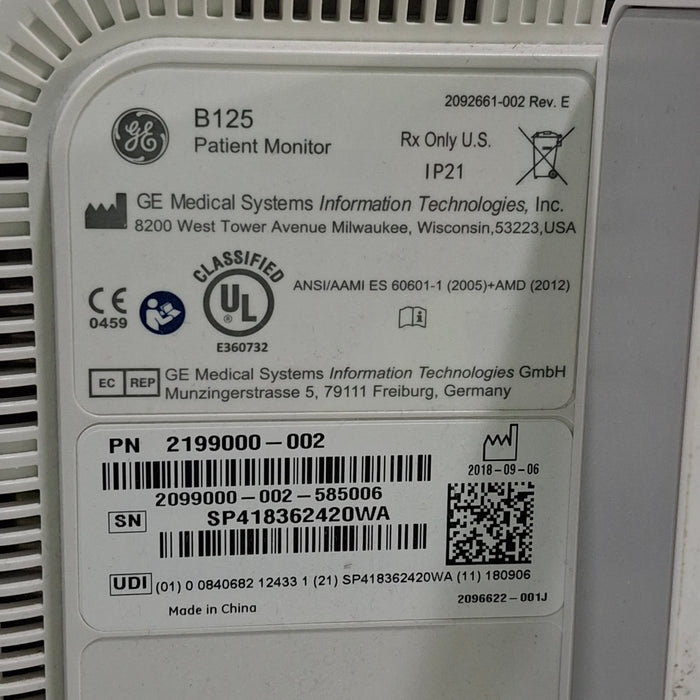 2092661-002 Rev. E
GE
B125
Patient Monitor
Rx Only U.S.
IP21
GE Medical Systems Information Technologies, Inc.
8200 West Tower Avenue Milwaukee, Wisconsin,53223,USA
CLASSIFIED
UL
®
E360732
CE
0459
ANSI/AAMI ES 60601-1 (2005)+AMD (2012)
i
EC REP
GE Medical Systems Information Technologies GmbH
Munzingerstrasse 5, 79111 Freiburg, Germany
PN 2199000-002
2018-09-06
2099000-002-585006
SN SP418362420WA
UDI (01) 0 0840682 12433 1 (21) SP418362420WA (11) 180906
2096622-001J
Made in China